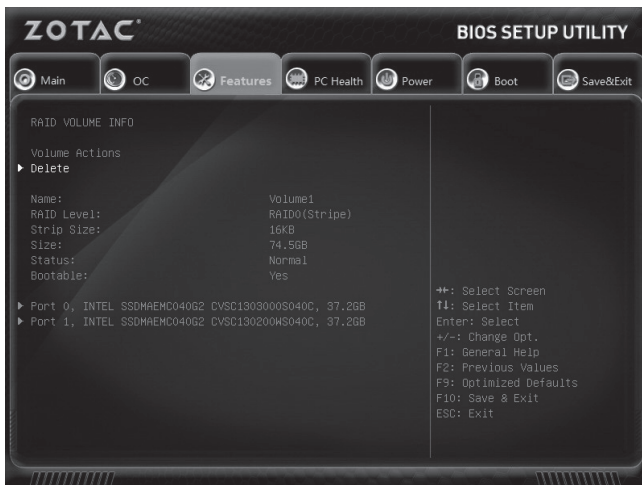 ZOTAC®
BIOS SETUP UTILITY
Main
OC
Features
PC Health
Power
Boot
Save&Exit
RAID VOLUME INFO
Volume Actions
▶ Delete
Name: Volume1
RAID Level: RAID0(Stripe)
Strip Size: 16KB
Size: 74.5GB
Status: Normal
Bootable: Yes
▶ Port 0, INTEL SSDMAEMC040G2 CVSC1303000S040C, 37.2GB
▶ Port 1, INTEL SSDMAEMC040G2 CVSC130200WS040C, 37.2GB
→←: Select Screen
↑↓: Select Item
Enter: Select
+/-: Change Opt.
F1: General Help
F2: Previous Values
F9: Optimized Defaults
F10: Save & Exit
ESC: Exit